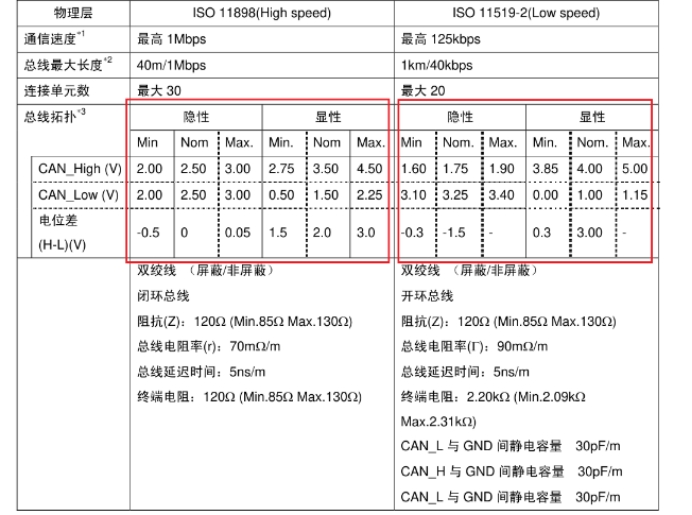 物理层 ISO 11898(High speed) ISO 11519-2(Low speed)
通信速度*1 最高 1Mbps 最高 125kbps
总线最大长度*2 40m/1Mbps 1km/40kbps
连接单元数 最大 30 最大 20
总线拓扑*3 隐性 显性 隐性 显性
Min Nom Max. Min. Nom Max. Min Nom. Max. Min. Nom. Max.
CAN_High (V) 2.00 2.50 3.00 2.75 3.50 4.50 1.60 1.75 1.90 3.85 4.00 5.00
CAN_Low (V) 2.00 2.50 3.00 0.50 1.50 2.25 3.10 3.25 3.40 0.00 1.00 1.15
电位差
(H-L)(V) -0.5 0 0.05 1.5 2.0 3.0 -0.3 -1.5 - 0.3 3.00 -
双绞线 （屏蔽/非屏蔽） 双绞线 （屏蔽/非屏蔽）
闭环总线 开环总线
阻抗(Z)：120Ω (Min.85Ω Max.130Ω) 阻抗(Z)：120Ω (Min.85Ω Max.130Ω)
总线电阻率(r)：70mΩ/m 总线电阻率(Γ)：90mΩ/m
总线延迟时间：5ns/m 总线延迟时间：5ns/m
终端电阻：120Ω (Min.85Ω Max.130Ω) 终端电阻：2.20kΩ (Min.2.09kΩ
Max.2.31kΩ)
CAN_L 与 GND 间静电容量 30pF/m
CAN_H 与 GND 间静电容量 30pF/m
CAN_L 与 GND 间静电容量 30pF/m